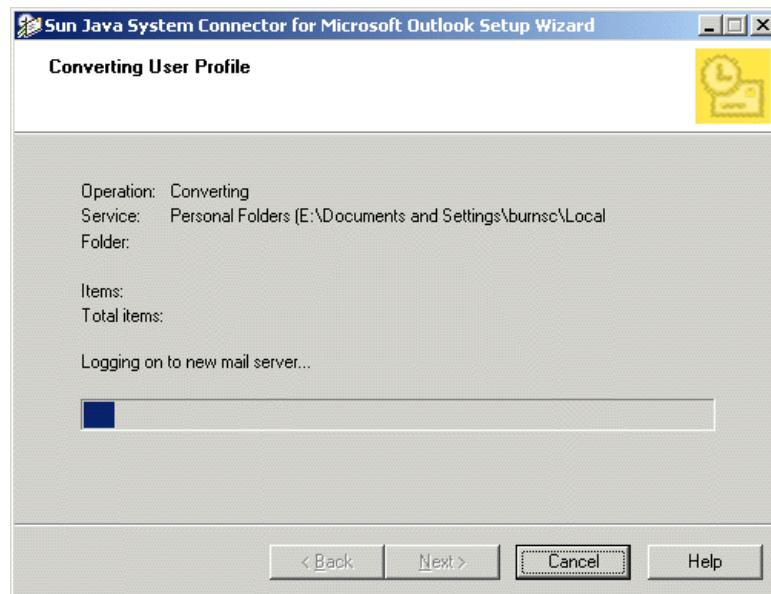 Sun Java System Connector for Microsoft Outlook Setup Wizard
Converting User Profile
Operation: Converting
Service: Personal Folders (E:\Documents and Settings\burnsc\Local
Folder:
Items:
Total items:
Logging on to new mail server...
< Back Next > Cancel Help